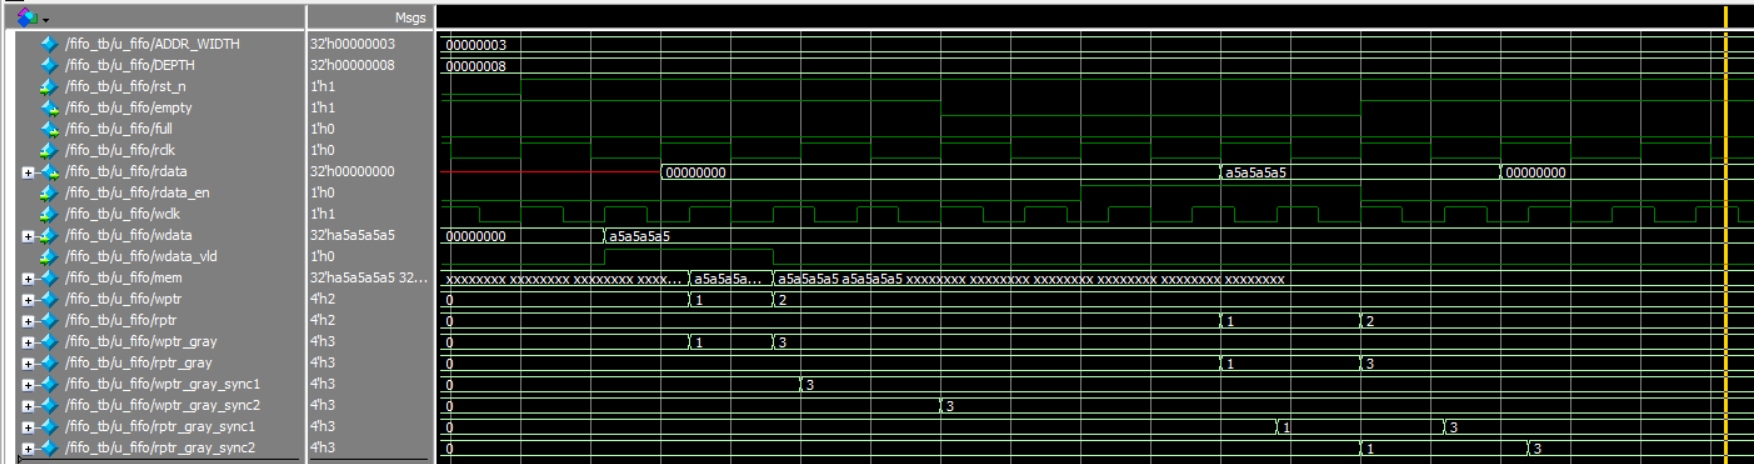 Msgs
/fifo_tb/u_fifo/ADDR_WIDTH 32'h00000003 00000003
/fifo_tb/u_fifo/DEPTH 32'h00000008 00000008
/fifo_tb/u_fifo/rst_n 1'h1
/fifo_tb/u_fifo/empty 1'h1
/fifo_tb/u_fifo/full 1'h0
/fifo_tb/u_fifo/rclk 1'h0
/fifo_tb/u_fifo/rdata 32'h00000000 00000000 a5a5a5a5 00000000
/fifo_tb/u_fifo/rdata_en 1'h0
/fifo_tb/u_fifo/wclk 1'h1
/fifo_tb/u_fifo/wdata 32'ha5a5a5a5 00000000 a5a5a5a5
/fifo_tb/u_fifo/wdata_vld 1'h0
/fifo_tb/u_fifo/mem 32'ha5a5a5a5 32... xxxxxxxx xxxxxxxx xxxxxxxx xxxx... a5a5a5a... a5a5a5a5 a5a5a5a5 xxxxxxxx xxxxxxxx xxxxxxxx xxxxxxxx xxxxxxxx xxxxxxxx
/fifo_tb/u_fifo/wptr 4'h2 0 1 2
/fifo_tb/u_fifo/rptr 4'h2 0 1 2
/fifo_tb/u_fifo/wptr_gray 4'h3 0 1 3
/fifo_tb/u_fifo/rptr_gray 4'h3 0 1 3
/fifo_tb/u_fifo/wptr_gray_sync1 4'h3 0 3
/fifo_tb/u_fifo/wptr_gray_sync2 4'h3 0 3
/fifo_tb/u_fifo/rptr_gray_sync1 4'h3 0 1 3
/fifo_tb/u_fifo/rptr_gray_sync2 4'h3 0 1 3